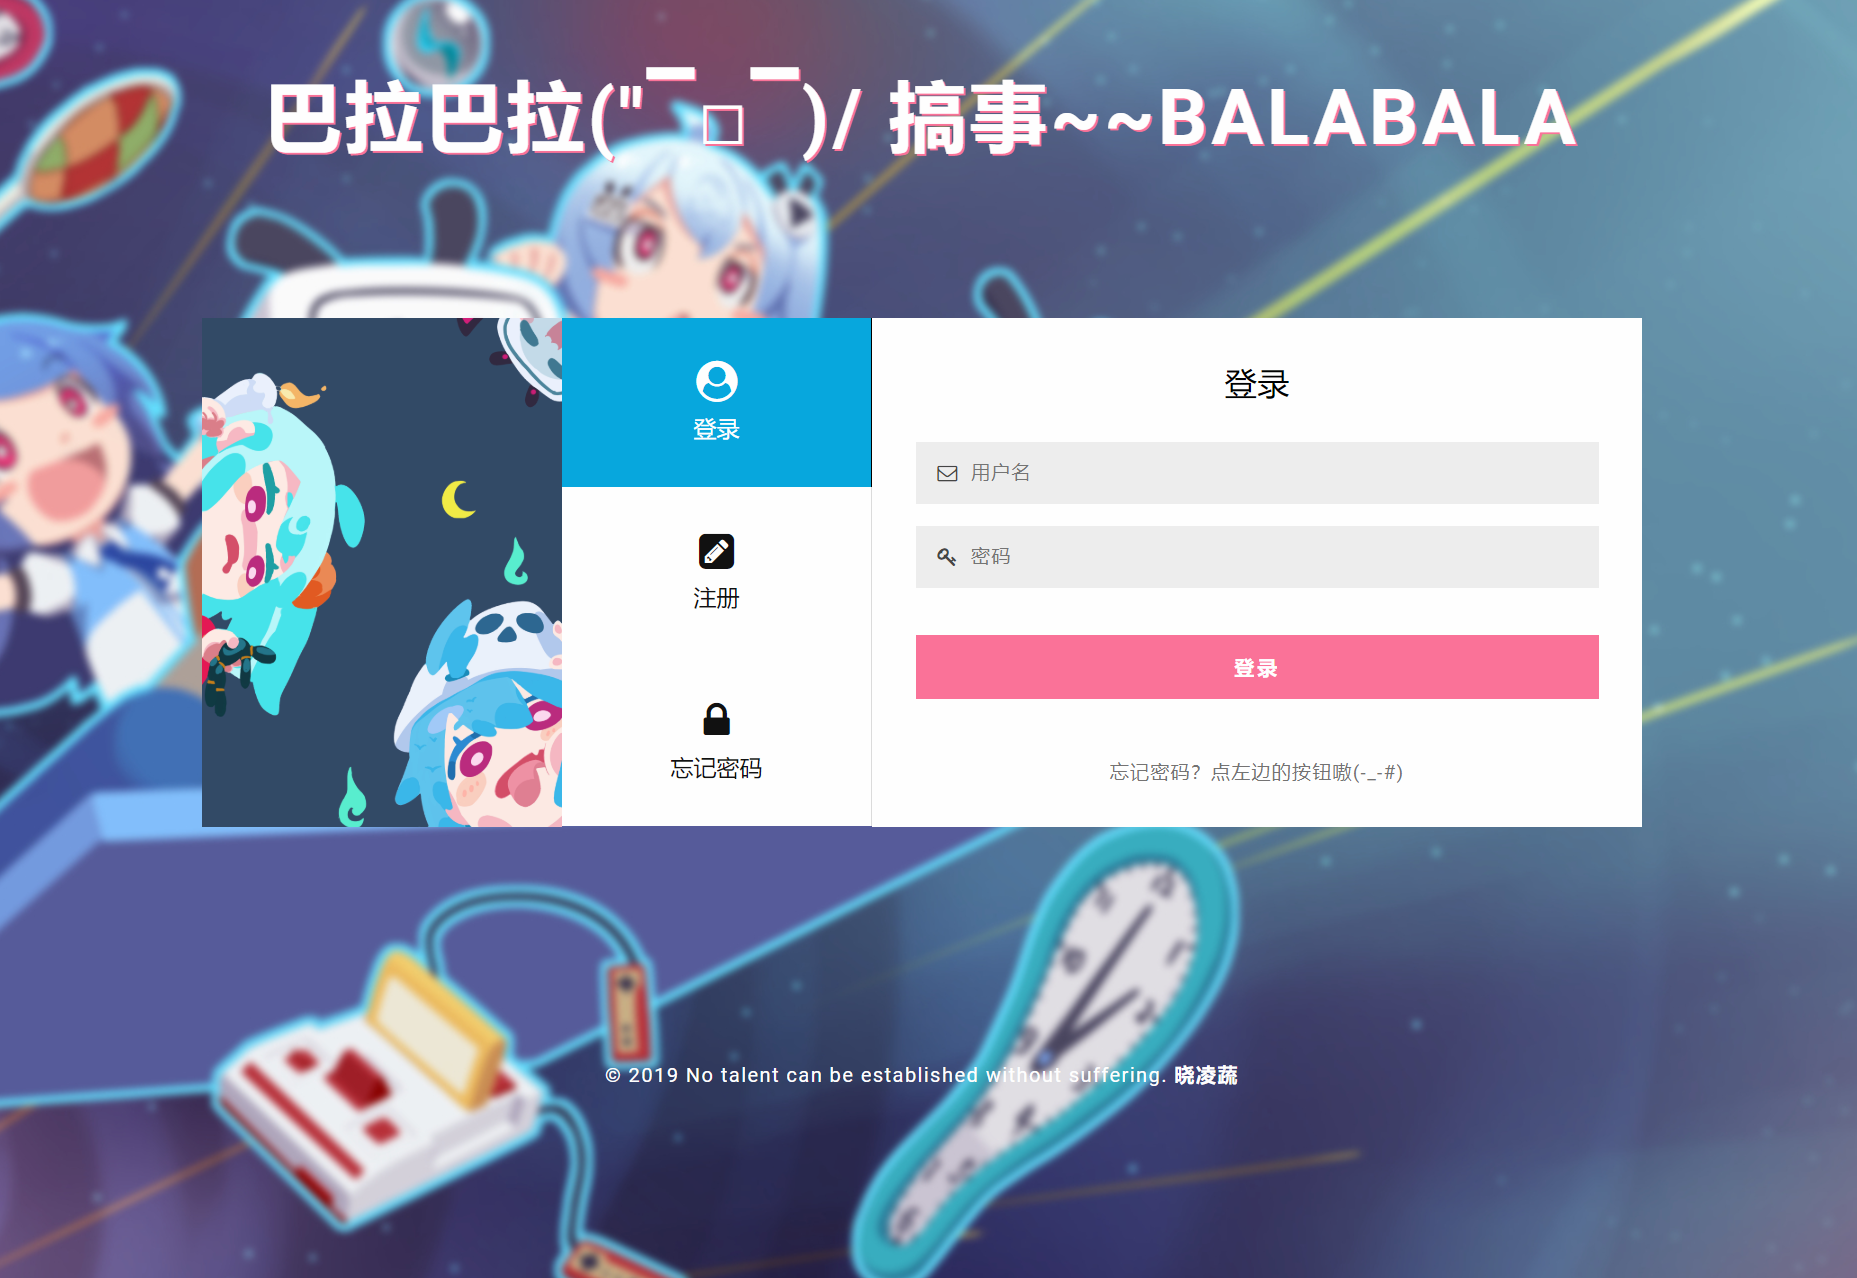 巴拉巴拉("▔□▔)/ 搞事~~BALABALA
登录
注册
忘记密码
登录
用户名
密码
登录
忘记密码？点左边的按钮嗷(-_-#)
© 2019 No talent can be established without suffering. 晓凌蔬